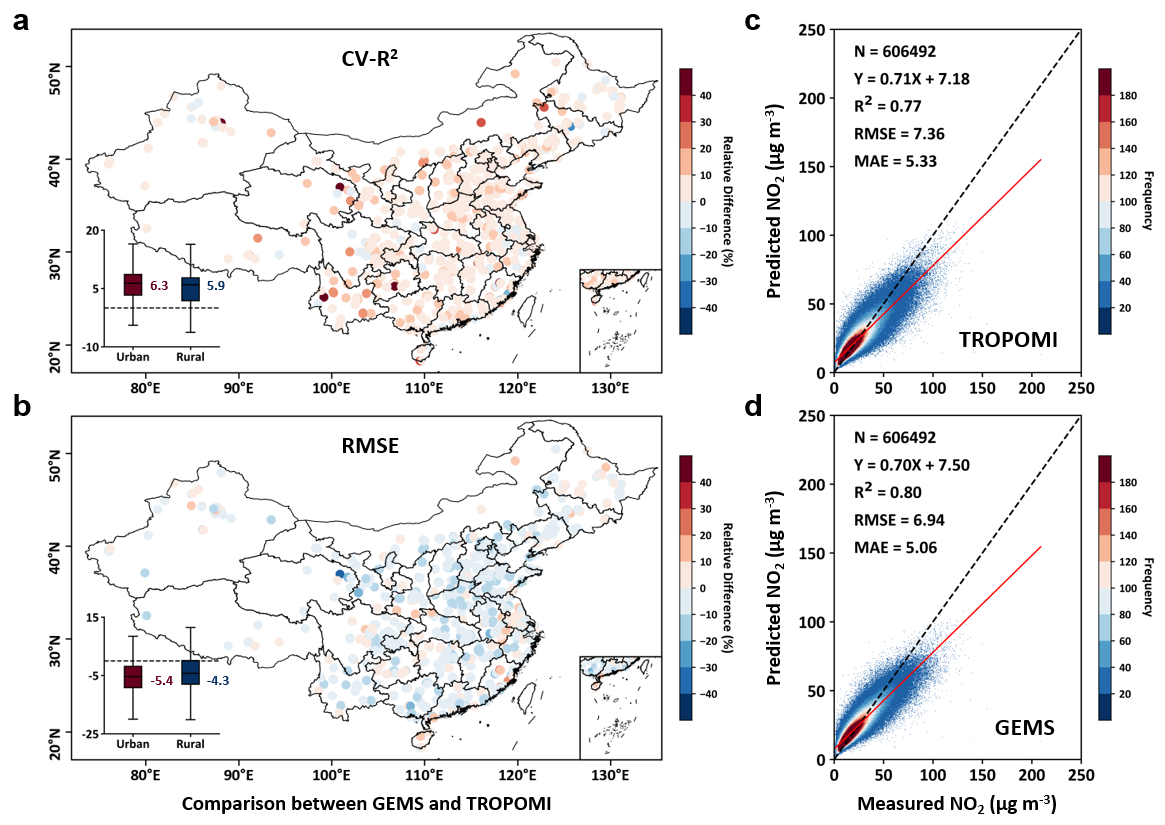 a
CV-R²
50°N
40°N
30°N
20°N
20
5
-10
6.3
5.9
Urban
Rural
80°E
90°E
100°E
110°E
120°E
130°E
40
30
20
10
0
−10
−20
−30
−40
Relative Difference (%)
b
RMSE
50°N
40°N
30°N
20°N
15
-5
-25
-5.4
-4.3
Urban
Rural
80°E
90°E
100°E
110°E
120°E
130°E
40
30
20
10
0
−10
−20
−30
−40
Relative Difference (%)
Comparison between GEMS and TROPOMI
c
Predicted NO₂ (µg m⁻³)
250
200
150
100
50
0
N = 606492
Y = 0.71X + 7.18
R² = 0.77
RMSE = 7.36
MAE = 5.33
TROPOMI
0
50
100
150
200
250
180
160
140
120
100
80
60
40
20
Frequency
d
Predicted NO₂ (µg m⁻³)
250
200
150
100
50
0
N = 606492
Y = 0.70X + 7.50
R² = 0.80
RMSE = 6.94
MAE = 5.06
GEMS
0
50
100
150
200
250
180
160
140
120
100
80
60
40
20
Frequency
Measured NO₂ (µg m⁻³)